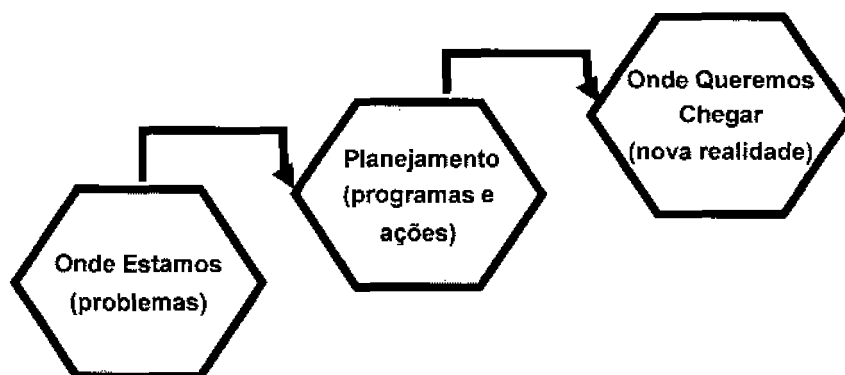 Onde Estamos
(problemas)
Planejamento
(programas e
ações)
Onde Queremos
Chegar
(nova realidade)